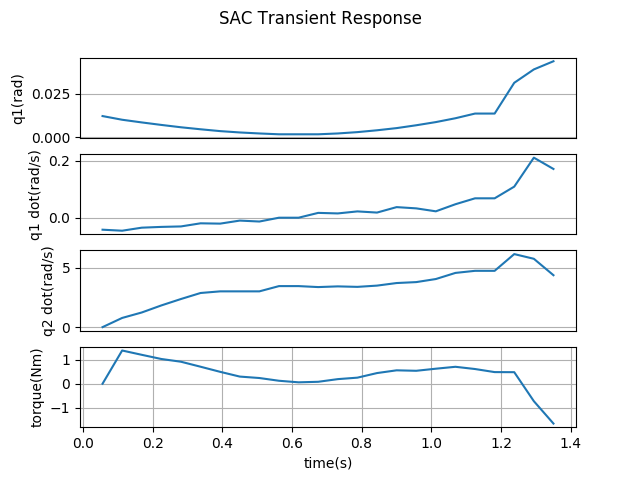 SAC Transient Response
q1(rad)
0.025
0.000
q1 dot(rad/s)
0.2
0.0
q2 dot(rad/s)
5
0
torque(Nm)
1
0
−1
0.0 0.2 0.4 0.6 0.8 1.0 1.2 1.4
time(s)